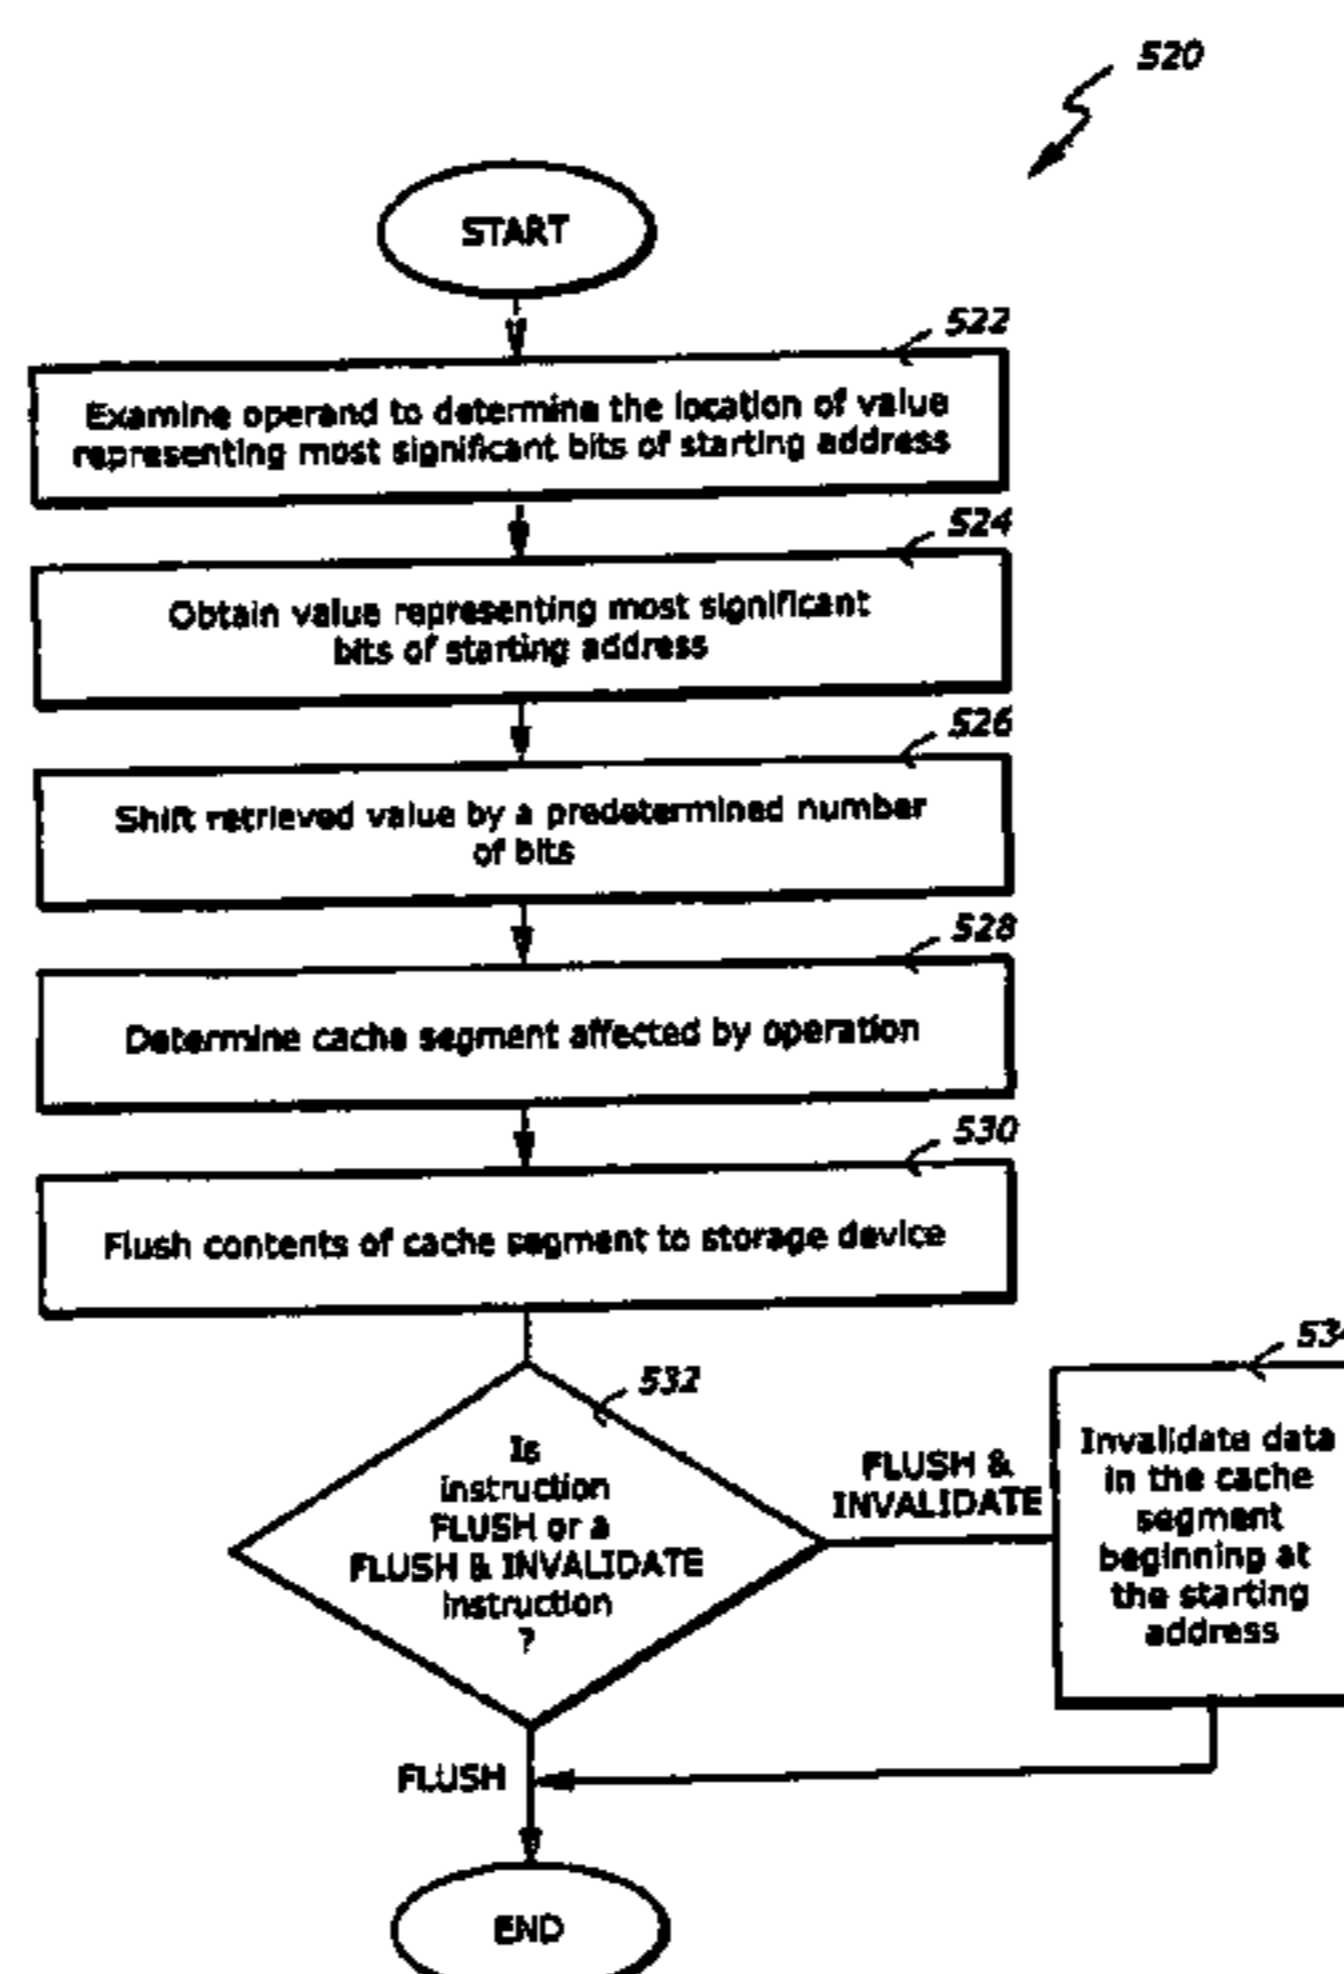 520
START
522
Examine operand to determine the location of value
representing most significant bits of starting address
524
Obtain value representing most significant
bits of starting address
526
Shift retrieved value by a predetermined number
of bits
528
Determine cache segment affected by operation
530
Flush contents of cache segment to storage device
532
Is
instruction
FLUSH or a
FLUSH & INVALIDATE
instruction
?
FLUSH &
INVALIDATE
534
Invalidate data
in the cache
segment
beginning at
the starting
address
FLUSH
END